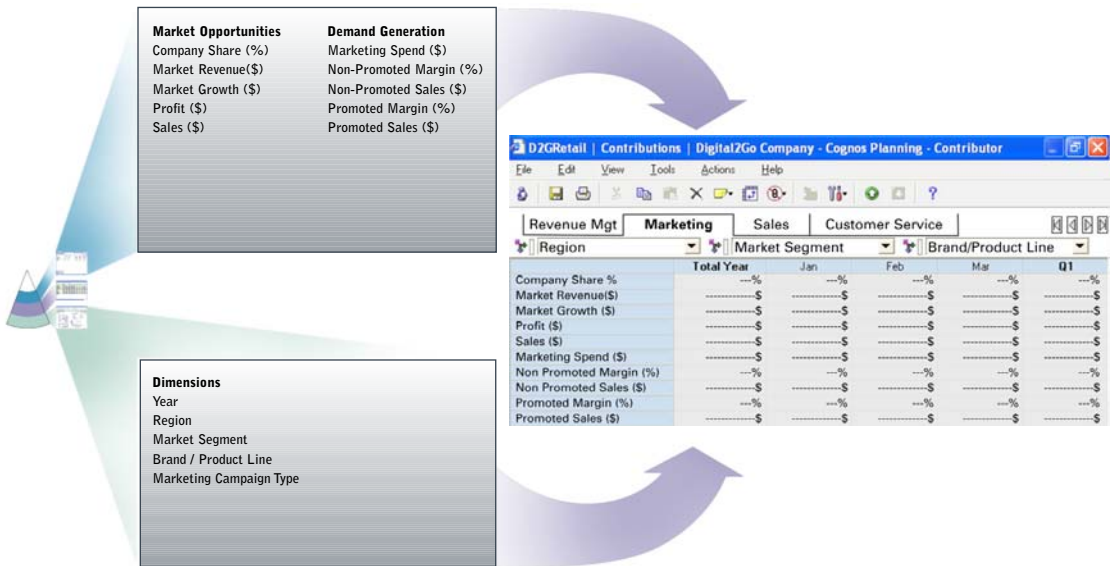 Market Opportunities
Company Share (%)
Market Revenue($)
Market Growth ($)
Profit ($)
Sales ($)
Demand Generation
Marketing Spend ($)
Non-Promoted Margin (%)
Non-Promoted Sales ($)
Promoted Margin (%)
Promoted Sales ($)
Dimensions
Year
Region
Market Segment
Brand / Product Line
Marketing Campaign Type
D2GRetail | Contributions | Digital2Go Company - Cognos Planning - Contributor
File Edit View Tools Actions Help
Revenue Mgt Marketing Sales Customer Service
Region Market Segment Brand/Product Line
Total Year Jan Feb Mar Q1
Company Share % ---% ---% ---% ---% ---%
Market Revenue($) ------------$ ------------$ ------------$ ------------$ ------------$
Market Growth ($) ------------$ ------------$ ------------$ ------------$ ------------$
Profit ($) ------------$ ------------$ ------------$ ------------$ ------------$
Sales ($) ------------$ ------------$ ------------$ ------------$ ------------$
Marketing Spend ($) ------------$ ------------$ ------------$ ------------$ ------------$
Non Promoted Margin (%) ---% ---% ---% ---% ---%
Non Promoted Sales ($) ------------$ ------------$ ------------$ ------------$ ------------$
Promoted Margin (%) ---% ---% ---% ---% ---%
Promoted Sales ($) ------------$ ------------$ ------------$ ------------$ ------------$